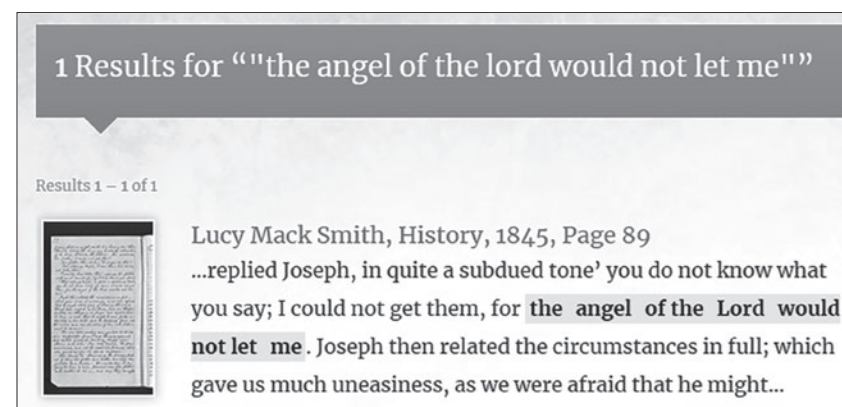 1 Results for “"the angel of the lord would not let me"”
Results 1 – 1 of 1
Lucy Mack Smith, History, 1845, Page 89
...replied Joseph, in quite a subdued tone’ you do not know what
you say; I could not get them, for the angel of the Lord would
not let me. Joseph then related the circumstances in full; which
gave us much uneasiness, as we were afraid that he might...